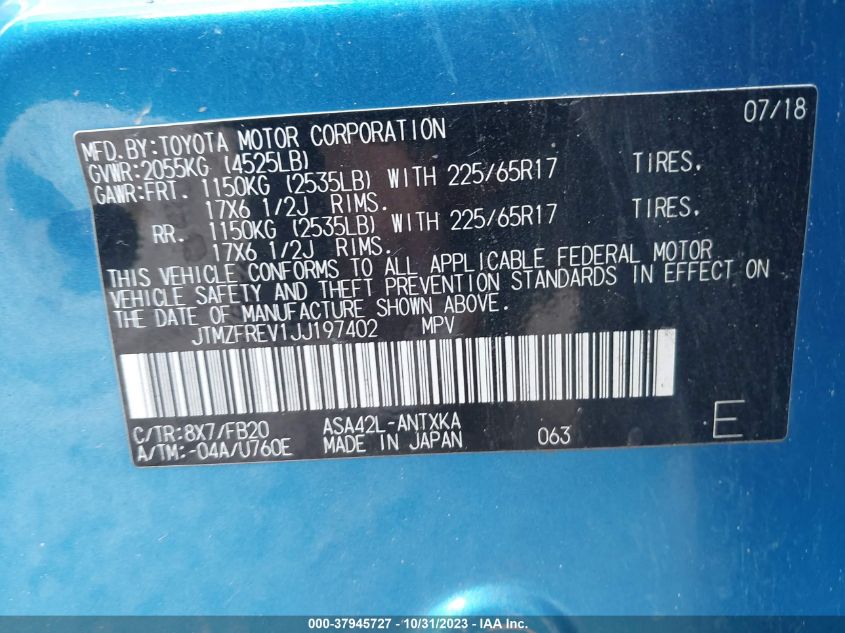 07/18
MFD.BY:TOYOTA MOTOR CORPORATION
GVWR:2055KG (4525LB)
GAWR:FRT. 1150KG (2535LB) WITH 225/65R17 TIRES,
17X6 1/2J RIMS.
RR. 1150KG (2535LB) WITH 225/65R17 TIRES,
17X6 1/2J RIMS.
THIS VEHICLE CONFORMS TO ALL APPLICABLE FEDERAL MOTOR
VEHICLE SAFETY AND THEFT PREVENTION STANDARDS IN EFFECT ON
THE DATE OF MANUFACTURE SHOWN ABOVE.
JTMZFREV1JJ197402 MPV
C/TR:8X7/FB20 ASA42L-ANTXKA
A/TM:-04A/U760E MADE IN JAPAN 063 E
000-37945727 - 10/31/2023 - IAA Inc.